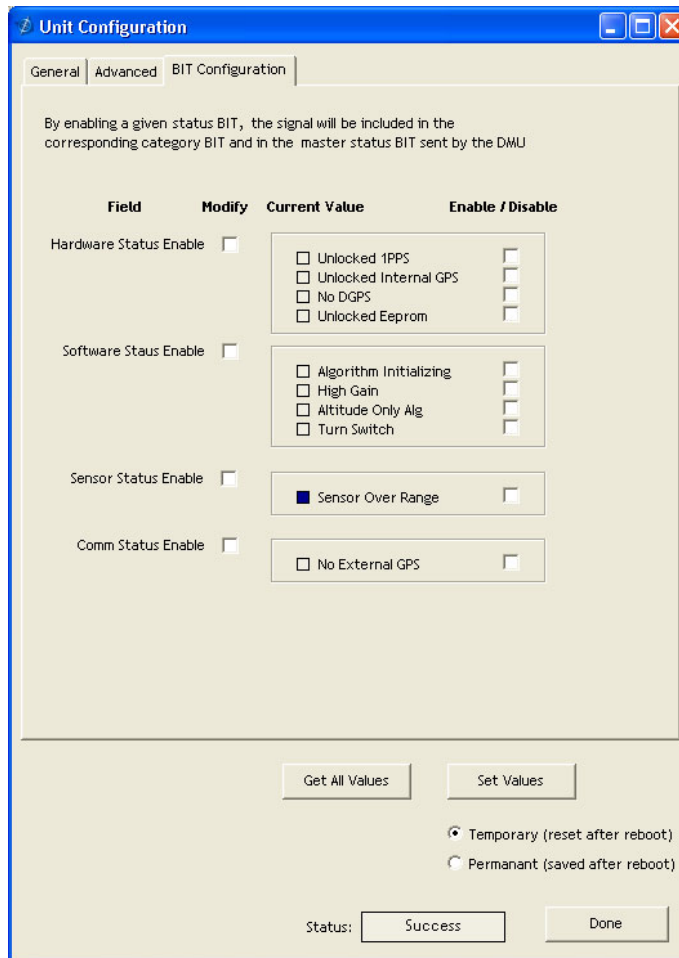 Unit Configuration
General Advanced BIT Configuration
By enabling a given status BIT, the signal will be included in the
corresponding category BIT and in the master status BIT sent by the DMU
Field Modify Current Value Enable / Disable
Hardware Status Enable
Unlocked 1PPS
Unlocked Internal GPS
No DGPS
Unlocked Eeprom
Software Staus Enable
Algorithm Initializing
High Gain
Altitude Only Alg
Turn Switch
Sensor Status Enable
Sensor Over Range
Comm Status Enable
No External GPS
Get All Values Set Values
Temporary (reset after reboot)
Permanant (saved after reboot)
Status: Success Done